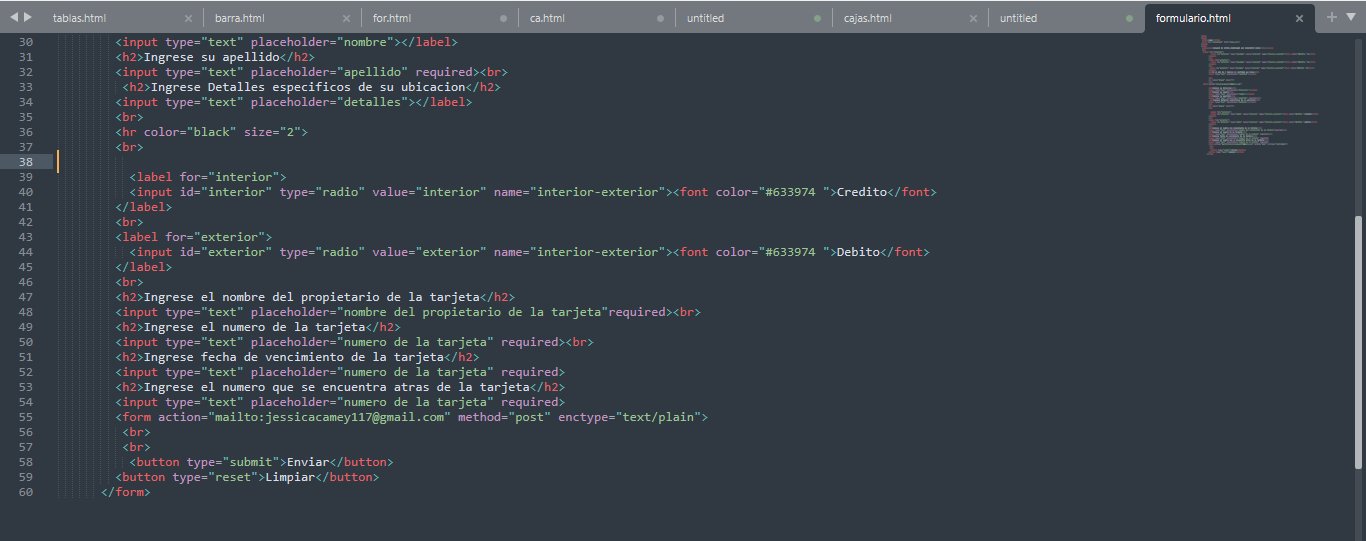 tablas.html × barra.html × for.html ca.html untitled cajas.html × untitled formulario.html × +
30 <input type="text" placeholder="nombre"></label>
31 <h2>Ingrese su apellido</h2>
32 <input type="text" placeholder="apellido" required><br>
33 <h2>Ingrese Detalles especificos de su ubicacion</h2>
34 <input type="text" placeholder="detalles"></label>
35 <br>
36 <hr color="black" size="2">
37 <br>
38
39 <label for="interior">
40 <input id="interior" type="radio" value="interior" name="interior-exterior"><font color="#633974 ">Credito</font>
41 </label>
42 <br>
43 <label for="exterior">
44 <input id="exterior" type="radio" value="exterior" name="interior-exterior"><font color="#633974 ">Debito</font>
45 </label>
46 <br>
47 <h2>Ingrese el nombre del propietario de la tarjeta</h2>
48 <input type="text" placeholder="nombre del propietario de la tarjeta"required><br>
49 <h2>Ingrese el numero de la tarjeta</h2>
50 <input type="text" placeholder="numero de la tarjeta" required><br>
51 <h2>Ingrese fecha de vencimiento de la tarjeta</h2>
52 <input type="text" placeholder="numero de la tarjeta" required>
53 <h2>Ingrese el numero que se encuentra atras de la tarjeta</h2>
54 <input type="text" placeholder="numero de la tarjeta" required>
55 <form action="mailto:jessicacamey117@gmail.com" method="post" enctype="text/plain">
56 <br>
57 <br>
58 <button type="submit">Enviar</button>
59 <button type="reset">Limpiar</button>
60 </form>